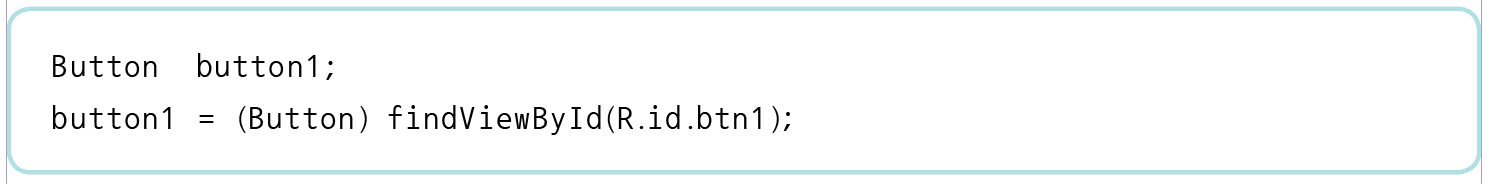 Button  button1;
button1 = (Button) findViewById(R.id.btn1);